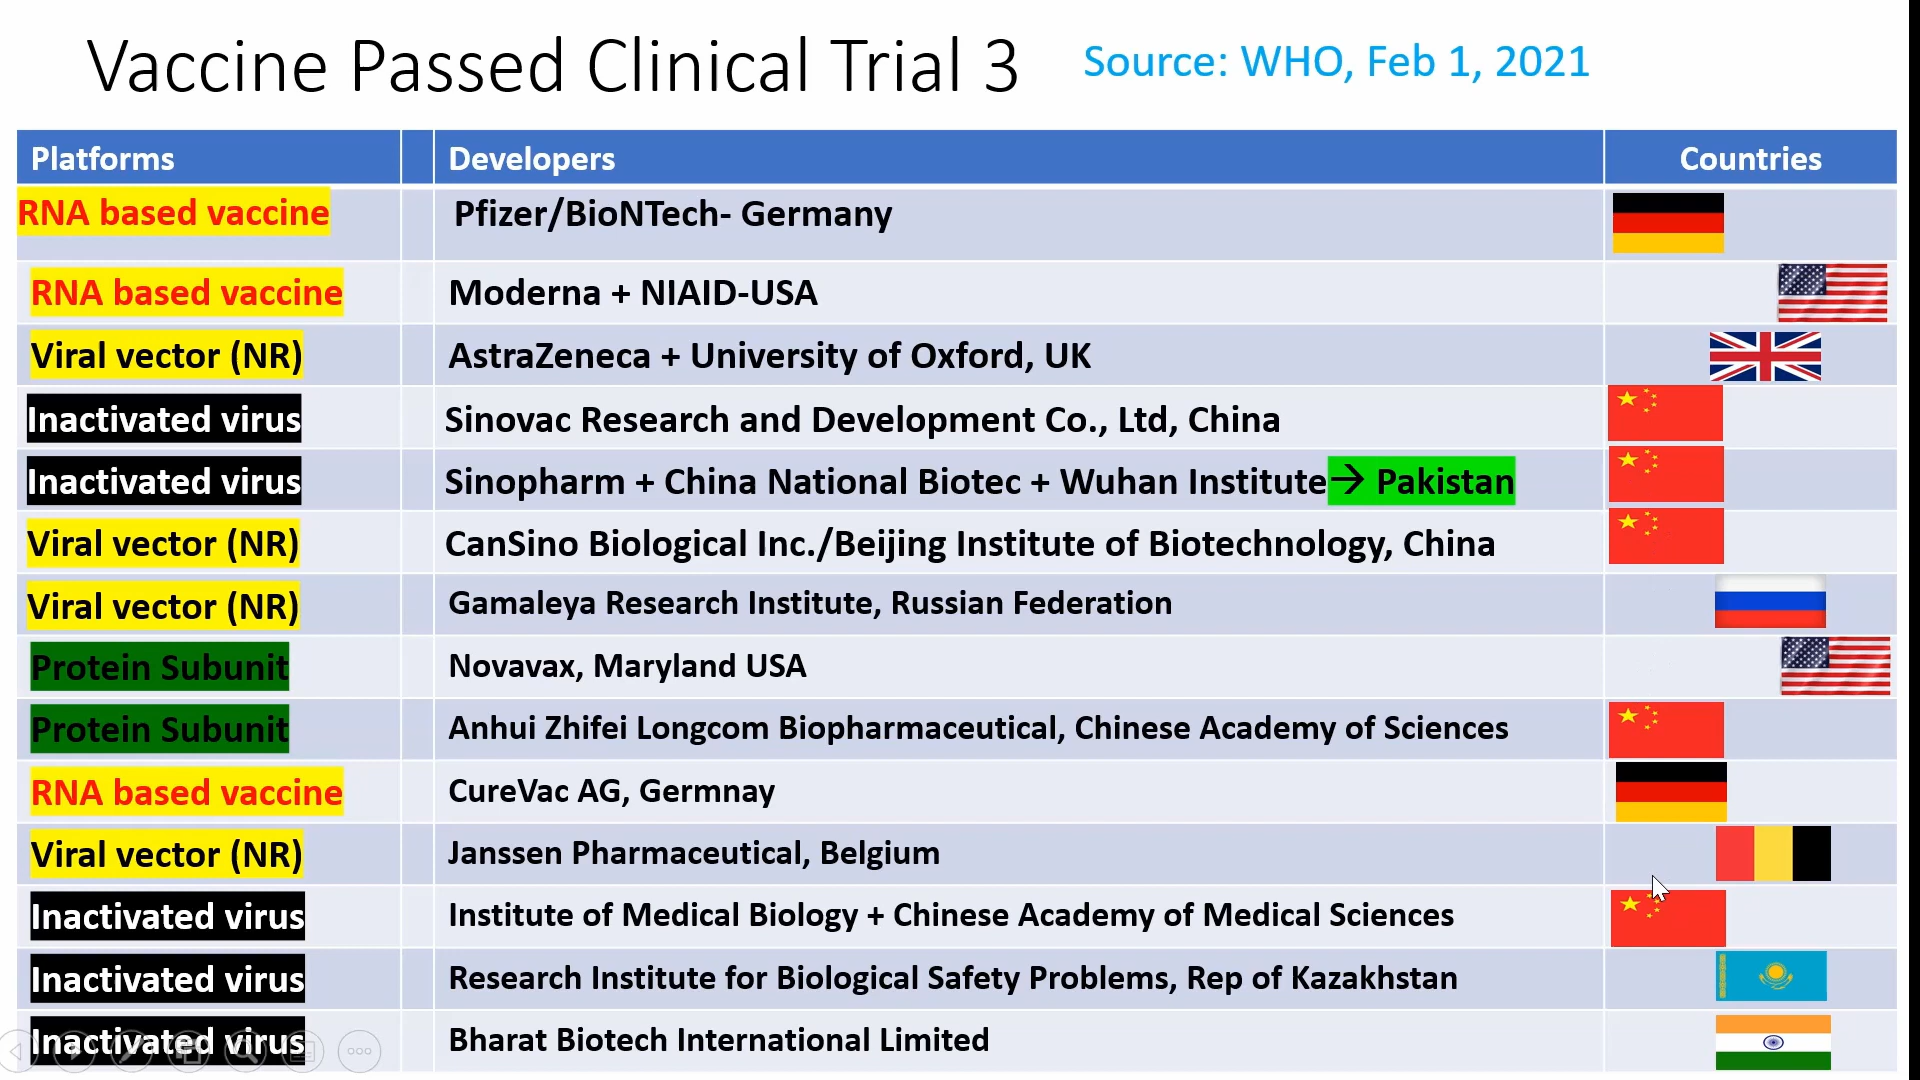 Vaccine Passed Clinical Trial 3 Source: WHO, Feb 1, 2021
Platforms Developers Countries
RNA based vaccine Pfizer/BioNTech- Germany
RNA based vaccine Moderna + NIAID-USA
Viral vector (NR) AstraZeneca + University of Oxford, UK
Inactivated virus Sinovac Research and Development Co., Ltd, China
Inactivated virus Sinopharm + China National Biotec + Wuhan Institute→ Pakistan
Viral vector (NR) CanSino Biological Inc./Beijing Institute of Biotechnology, China
Viral vector (NR) Gamaleya Research Institute, Russian Federation
Protein Subunit Novavax, Maryland USA
Protein Subunit Anhui Zhifei Longcom Biopharmaceutical, Chinese Academy of Sciences
RNA based vaccine CureVac AG, Germnay
Viral vector (NR) Janssen Pharmaceutical, Belgium
Inactivated virus Institute of Medical Biology + Chinese Academy of Medical Sciences
Inactivated virus Research Institute for Biological Safety Problems, Rep of Kazakhstan
Inactivated virus Bharat Biotech International Limited